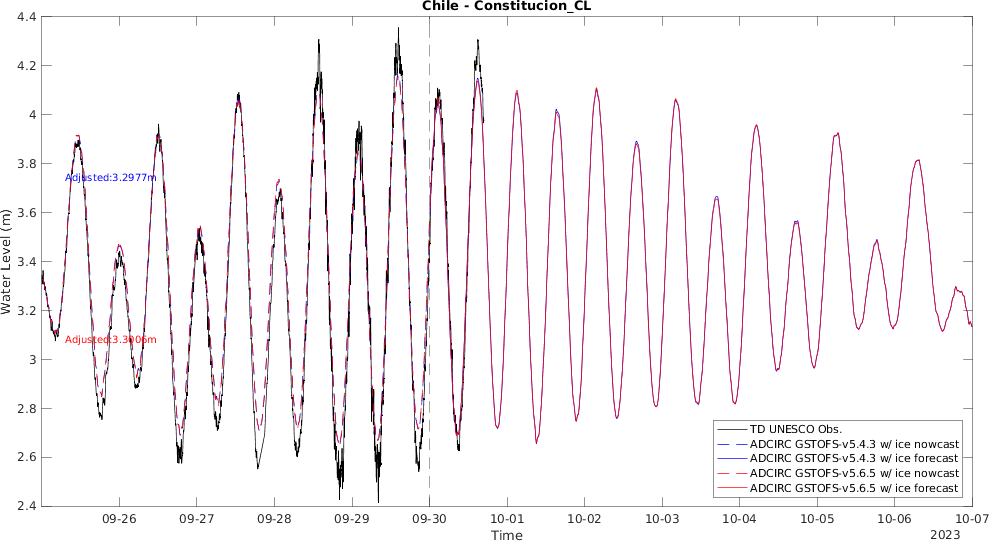 Chile - Constitucion_CL
4.4
4.2
4
3.8
3.6
3.4
3.2
3
2.8
2.6
2.4
Water Level (m)
Adjusted:3.2977m
Adjusted:3.3006m
TD UNESCO Obs.
ADCIRC GSTOFS-v5.4.3 w/ ice nowcast
ADCIRC GSTOFS-v5.4.3 w/ ice forecast
ADCIRC GSTOFS-v5.6.5 w/ ice nowcast
ADCIRC GSTOFS-v5.6.5 w/ ice forecast
09-26 09-27 09-28 09-29 09-30 10-01 10-02 10-03 10-04 10-05 10-06 10-07
Time
2023